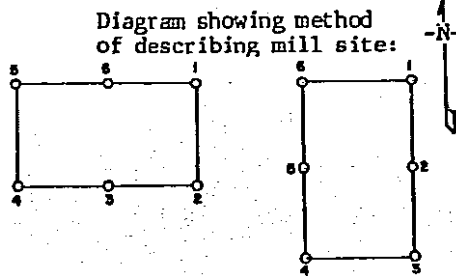 Diagram showing method
of describing mill site:
-N-
5 6 1
4 3 2
6 1
5 2
4 3